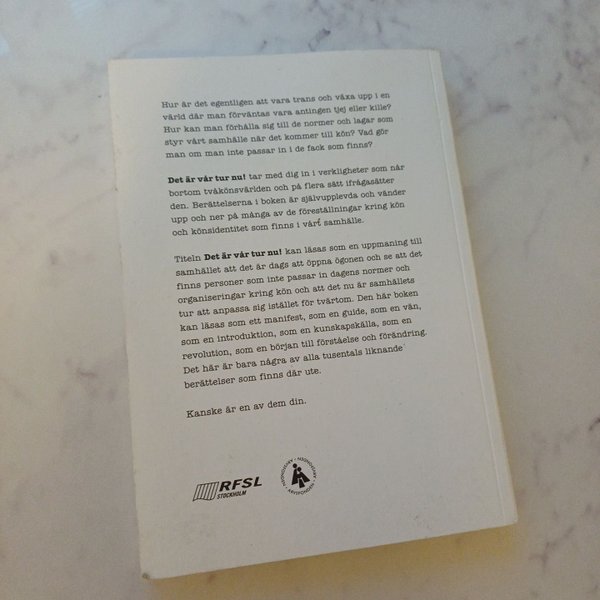 Hur är det egentligen att vara trans och växa upp i en
värld där man förväntas vara antingen tjej eller kille?
Hur kan man förhålla sig till de normer och lagar som
styr vårt samhälle när det kommer till kön? Vad gör
man om man inte passar in i de fack som finns?
Det är vår tur nu! tar med dig in i verkligheter som når
bortom tvåkönsvärlden och på flera sätt ifrågasätter
den. Berättelserna i boken är självupplevda och vänder
upp och ner på många av de föreställningar kring kön
och könsidentitet som finns i vårt samhälle.
Titeln Det är vår tur nu! kan läsas som en uppmaning till
samhället att det är dags att öppna ögonen och se att det
finns personer som inte passar in dagens normer och
organiseringar kring kön och att det nu är samhällets
tur att anpassa sig istället för tvärtom. Den här boken
kan läsas som ett manifest, som en guide, som en vän,
som en introduktion, som en kunskapskälla, som en
revolution, som en början till förståelse och förändring.
Det här är bara några av alla tusentals liknande
berättelser som finns där ute.
Kanske är en av dem din.
RFSL
STOCKHOLM
ARVSFONDEN · ARVSFONDEN · ARVSFONDEN